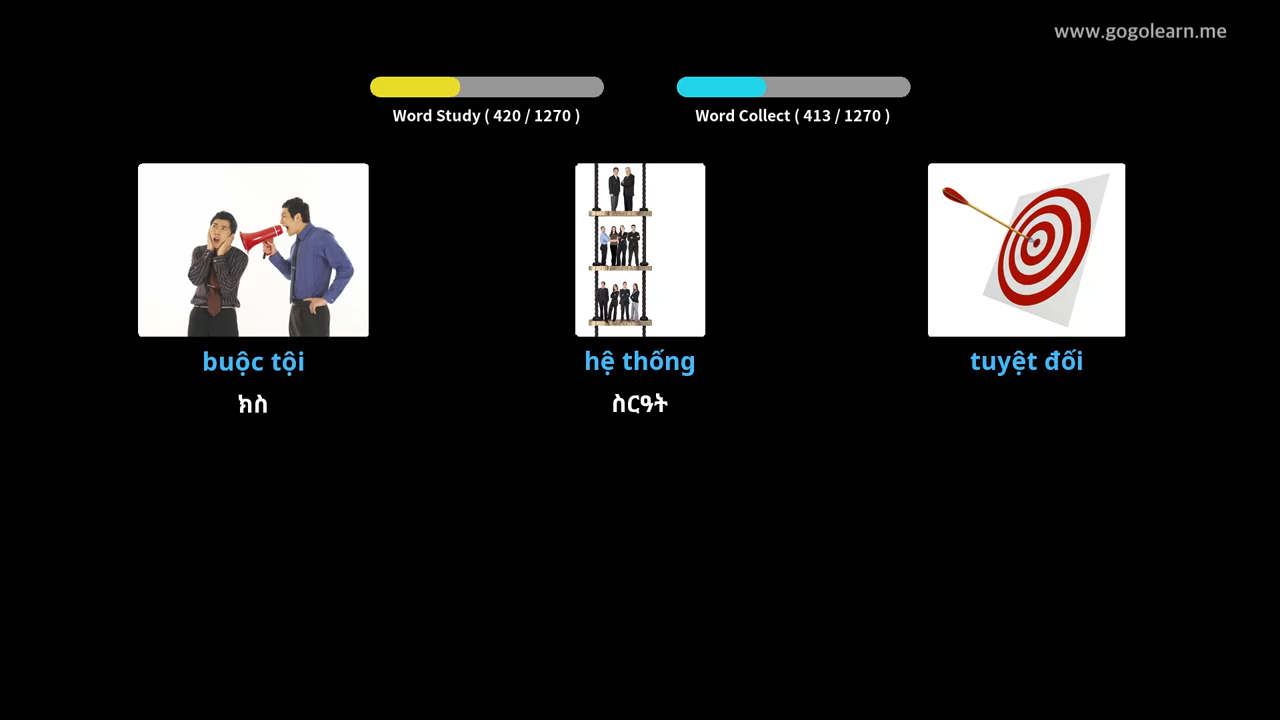 www.gogolearn.me
Word Study ( 420 / 1270 )
Word Collect ( 413 / 1270 )
buộc tội
hệ thống
tuyệt đối
ክስ
ስርዓት